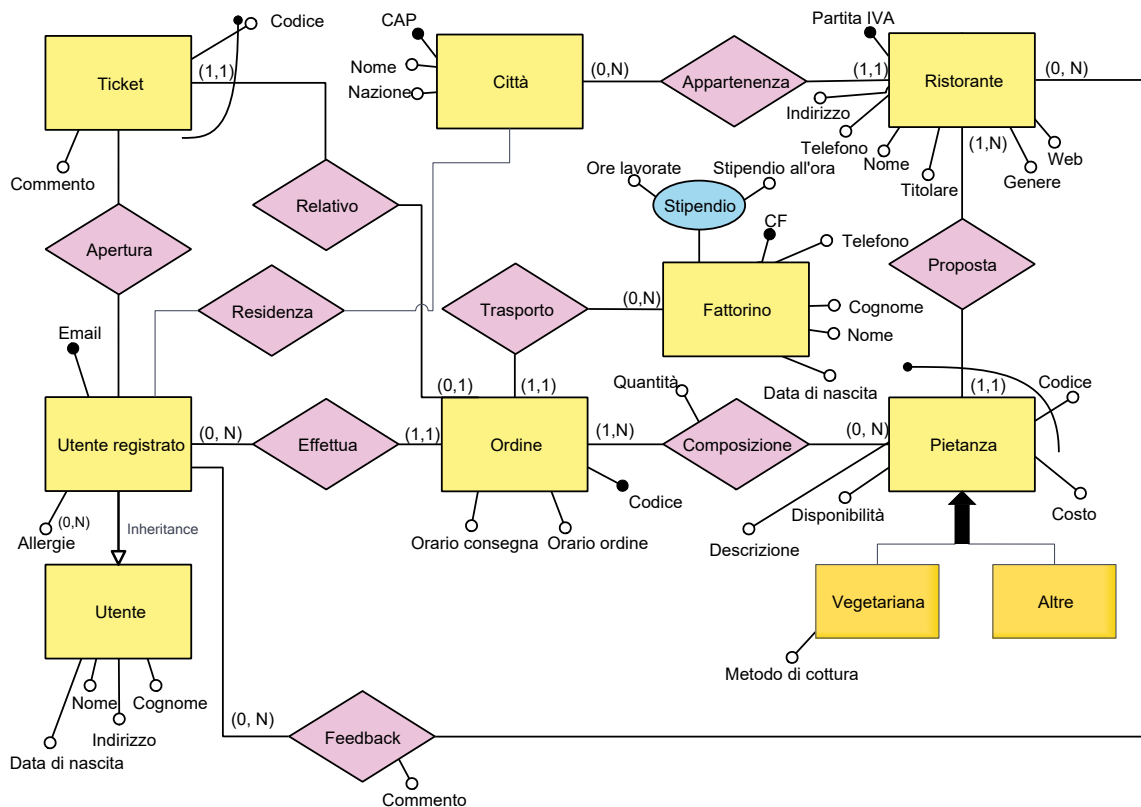 Codice
Ticket
(1,1)
Commento
CAP
Nome
Nazione
Città
(0,N)
Appartenenza
(1,1)
Partita IVA
Ristorante
(0, N)
Indirizzo
Telefono
Nome
Titolare
(1,N)
Genere
Web
Apertura
Relativo
Residenza
Ore lavorate
Stipendio all'ora
Stipendio
CF
Telefono
Trasporto
(0,N)
Fattorino
Cognome
Nome
Data di nascita
Proposta
Email
(0,1)
(1,1)
Quantità
(1,1)
Codice
Utente registrato
(0, N)
Effettua
(1,1)
Ordine
(1,N)
Composizione
(0, N)
Pietanza
Codice
Costo
Disponibilità
Descrizione
Orario consegna
Orario ordine
(0,N)
Allergie
Inheritance
Utente
Vegetariana
Altre
Metodo di cottura
Nome
Cognome
Indirizzo
Data di nascita
(0, N)
Feedback
Commento